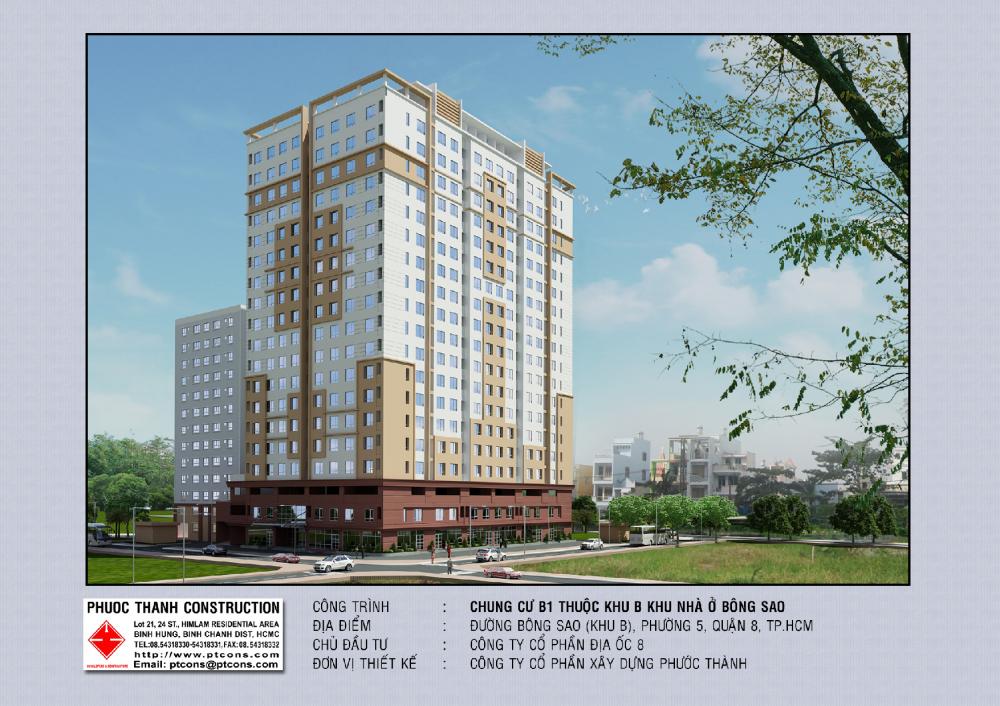 PHUOC THANH CONSTRUCTION
Lot 21, 24 ST., HIMLAM RESIDENTIAL AREA
BINH HUNG, BINH CHANH DIST, HCMC
TEL:08.54318330-54318331,FAX:08.54318332
http://www.ptcons.com
Email: ptcons@ptcons.com
CÔNG TRÌNH : CHUNG CƯ B1 THUỘC KHU B KHU NHÀ Ở BÔNG SAO
ĐỊA ĐIỂM : ĐƯỜNG BÔNG SAO (KHU B), PHƯỜNG 5, QUẬN 8, TP.HCM
CHỦ ĐẦU TƯ : CÔNG TY CỔ PHẦN ĐỊA ỐC 8
ĐƠN VỊ THIẾT KẾ : CÔNG TY CỔ PHẦN XÂY DỰNG PHƯỚC THÀNH